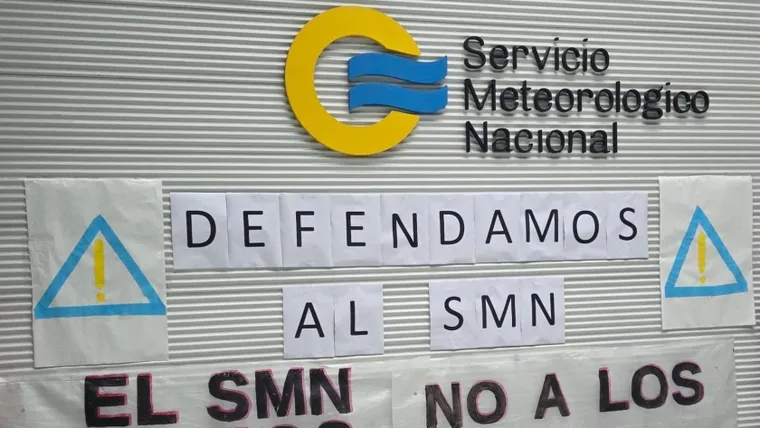 Servicio
Meteorologico
Nacional
DEFENDAMOS
AL SMN
!
!
EL SMN
NO A LOS